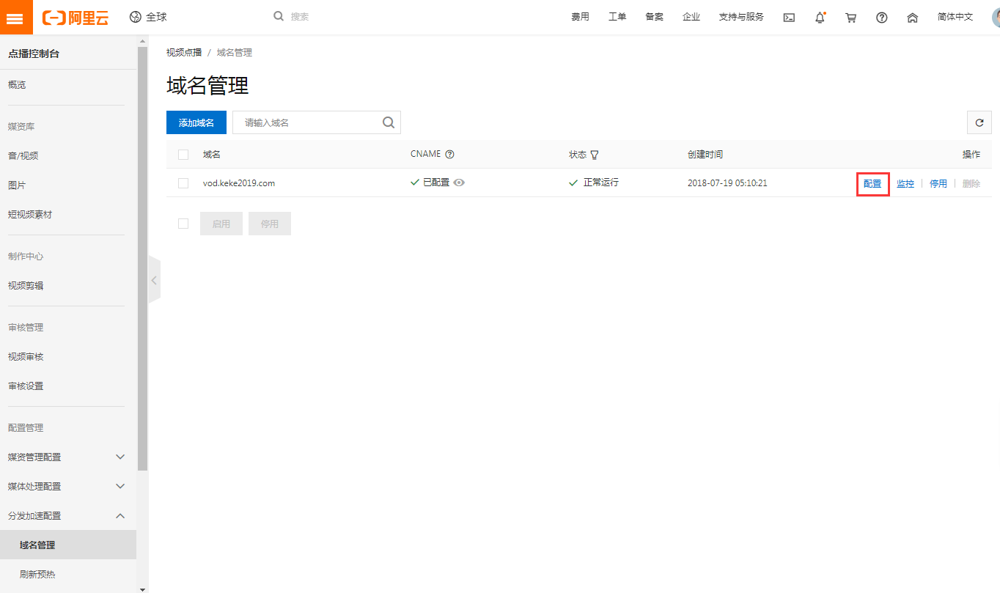 阿里云
全球
搜索
费用
工单
备案
企业
支持与服务
简体中文
点播控制台
概览
媒资库
音/视频
图片
短视频素材
制作中心
视频剪辑
审核管理
视频审核
审核设置
配置管理
媒资管理配置
媒体处理配置
分发加速配置
域名管理
刷新预热
视频点播 / 域名管理
域名管理
添加域名
请输入域名
域名 CNAME 状态 创建时间 操作
vod.keke2019.com 已配置 正常运行 2018-07-19 05:10:21 配置 监控 停用 删除
启用 停用